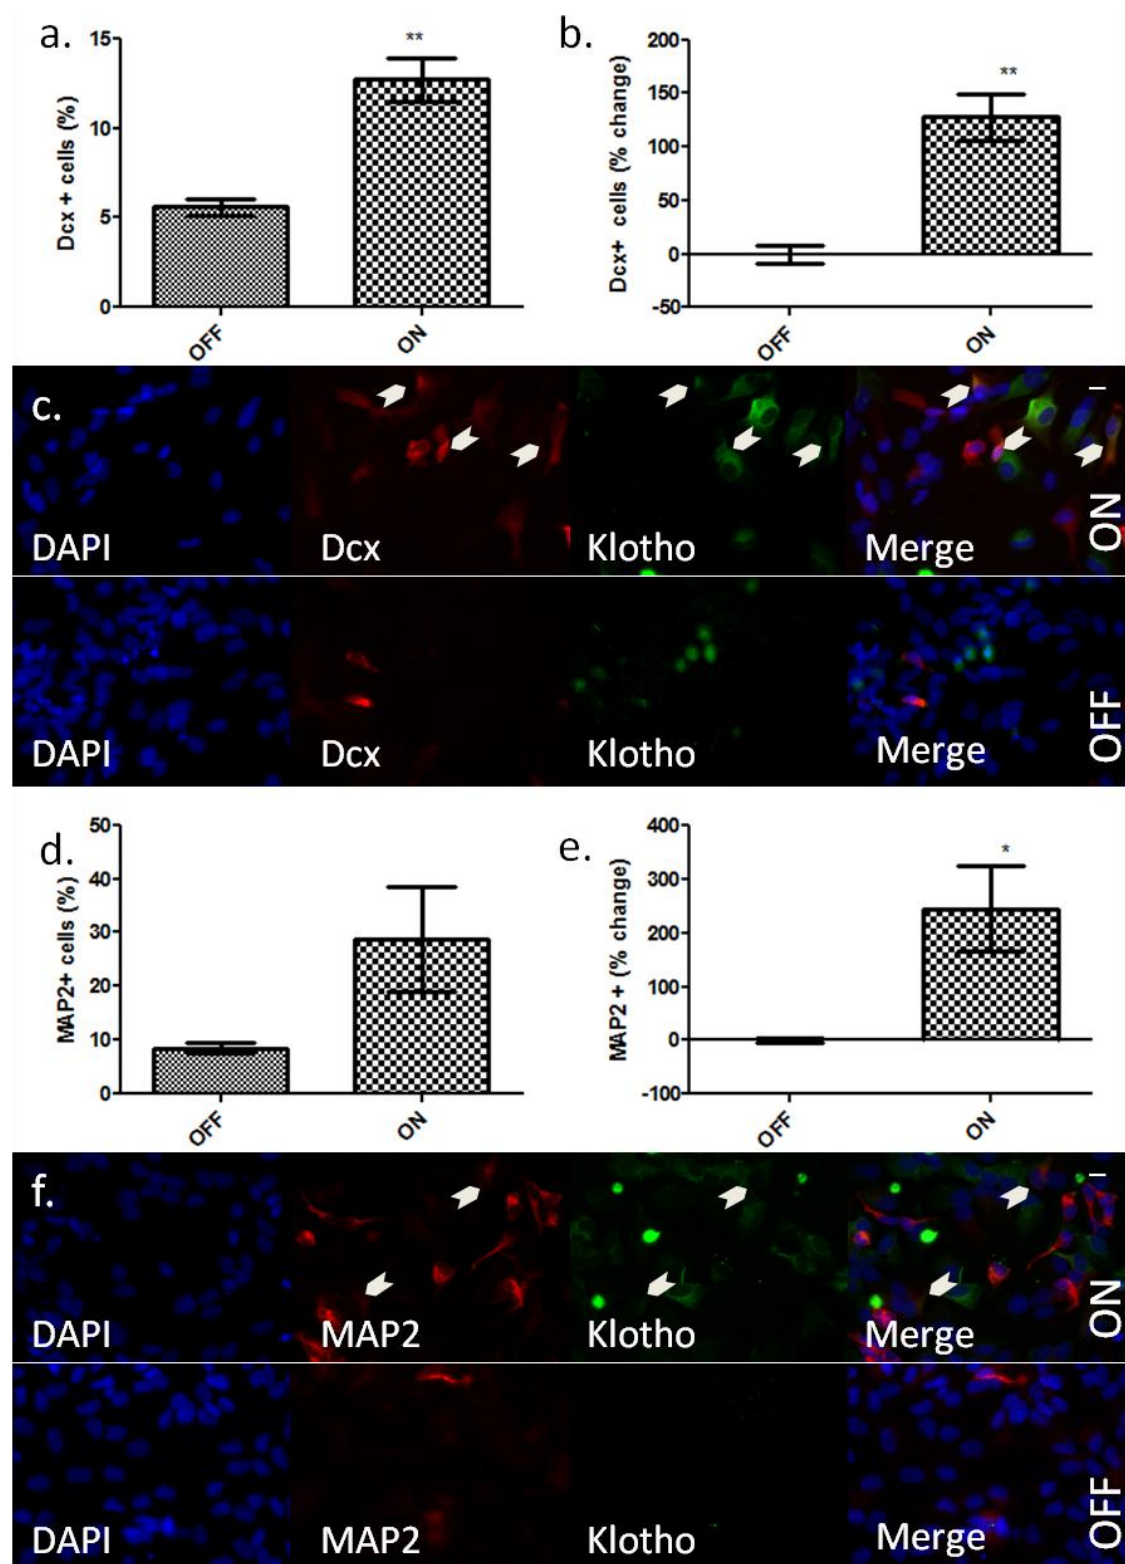 a.
15
10
5
0
Dcx + cells (%)
**
OFF
ON
b.
200
150
100
50
0
-50
Dcx+ cells (% change)
**
OFF
ON
c.
DAPI
Dcx
Klotho
Merge
ON
DAPI
Dcx
Klotho
Merge
OFF
d.
50
40
30
20
10
0
MAP2+ cells (%)
OFF
ON
e.
400
300
200
100
0
-100
MAP2 + (% change)
*
OFF
ON
f.
DAPI
MAP2
Klotho
Merge
ON
DAPI
MAP2
Klotho
Merge
OFF